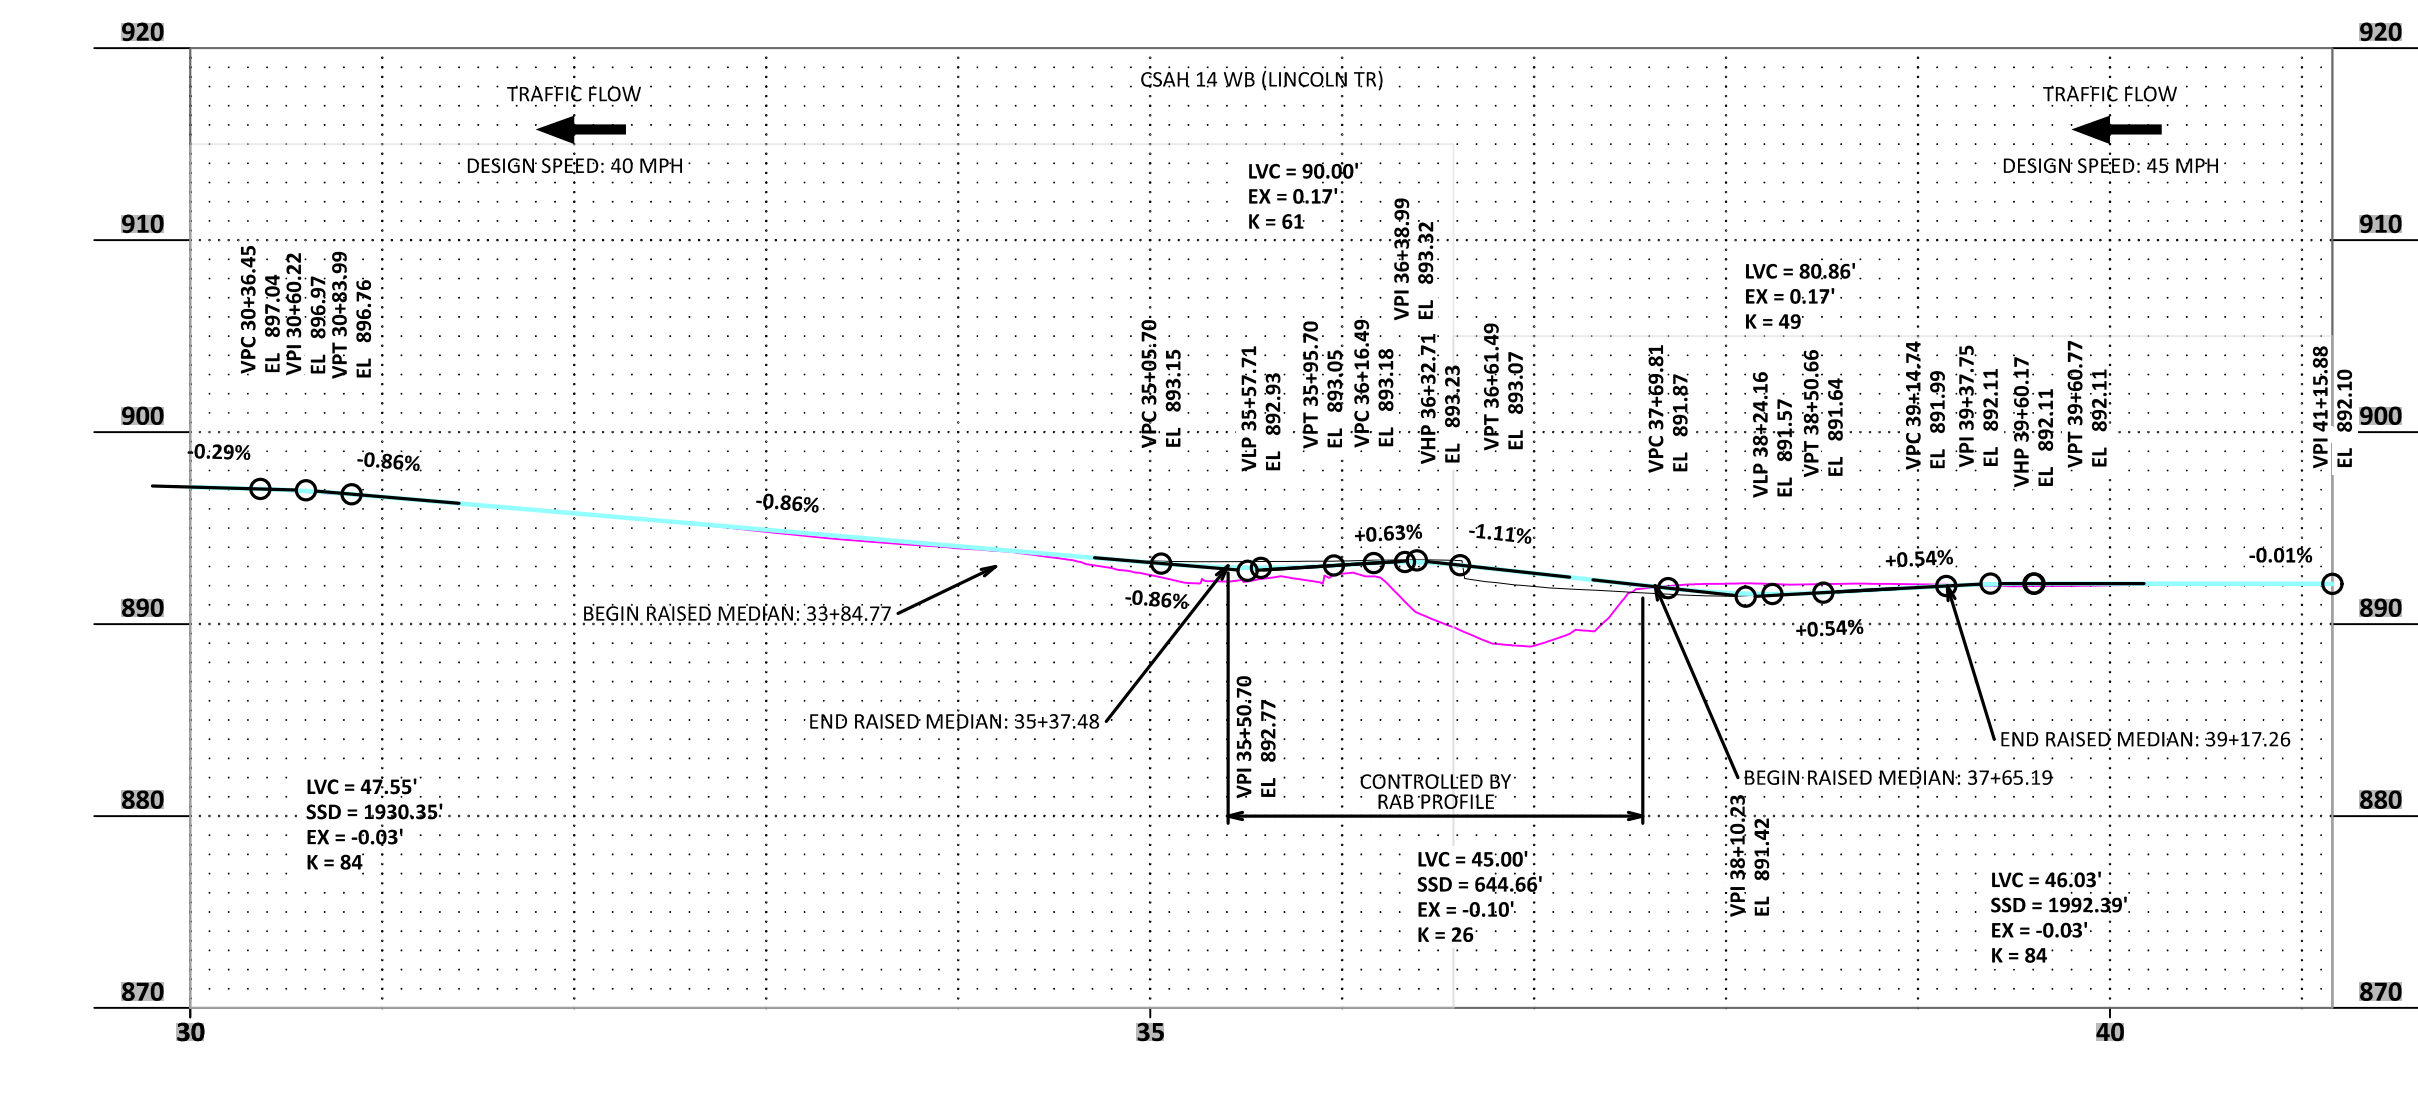 920
920
CSAH 14 WB (LINCOLN TR)
TRAFFIC FLOW
DESIGN SPEED: 40 MPH
TRAFFIC FLOW
DESIGN SPEED: 45 MPH
LVC = 90.00'
EX = 0.17'
K = 61
910
910
VPC 30+36.45
EL 897.04
VPI 30+60.22
EL 896.97
VPT 30+83.99
EL 896.76
VPC 35+05.70
EL 893.15
VLP 35+57.71
EL 892.93
VPT 35+95.70
EL 893.05
VPC 36+16.49
EL 893.18
VPI 36+38.99
EL 893.32
VHP 36+32.71
EL 893.23
VPT 36+61.49
EL 893.07
LVC = 80.86'
EX = 0.17'
K = 49
VPC 37+69.81
EL 891.87
VLP 38+24.16
EL 891.57
VPT 38+50.66
EL 891.64
VPC 39+14.74
EL 891.99
VPI 39+37.75
EL 892.11
VHP 39+60.17
EL 892.11
VPT 39+60.77
EL 892.11
VPI 41+15.88
EL 892.10
900
900
-0.29%
-0.86%
-0.86%
+0.63%
-1.11%
+0.54%
-0.01%
-0.86%
+0.54%
890
890
BEGIN RAISED MEDIAN: 33+84.77
END RAISED MEDIAN: 35+37.48
VPI 35+50.70
EL 892.77
CONTROLLED BY
RAB PROFILE
END RAISED MEDIAN: 39+17.26
BEGIN RAISED MEDIAN: 37+65.19
VPI 38+10.23
EL 891.42
880
880
LVC = 47.55'
SSD = 1930.35'
EX = -0.03'
K = 84
LVC = 45.00'
SSD = 644.66'
EX = -0.10'
K = 26
LVC = 46.03'
SSD = 1992.39'
EX = -0.03'
K = 84
870
870
30
35
40